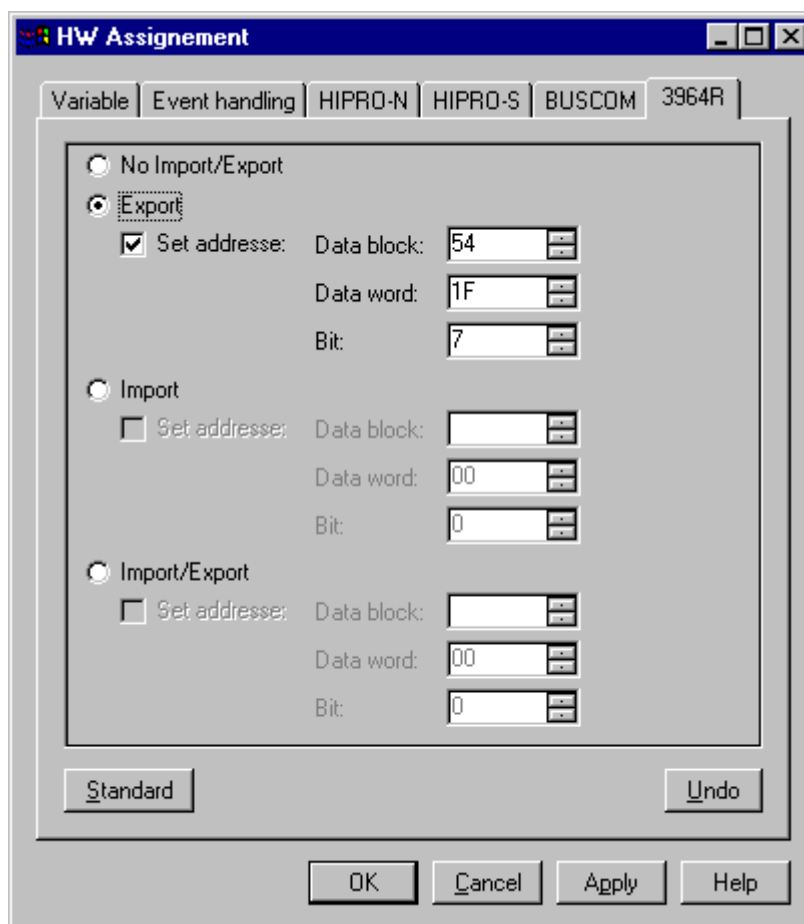 HW Assignement
Variable Event handling HIPRO-N HIPRO-S BUSCOM 3964R
No Import/Export
Export
Set addresse: Data block: 54
Data word: 1F
Bit: 7
Import
Set addresse: Data block:
Data word: 00
Bit: 0
Import/Export
Set addresse: Data block:
Data word: 00
Bit: 0
Standard Undo
OK Cancel Apply Help